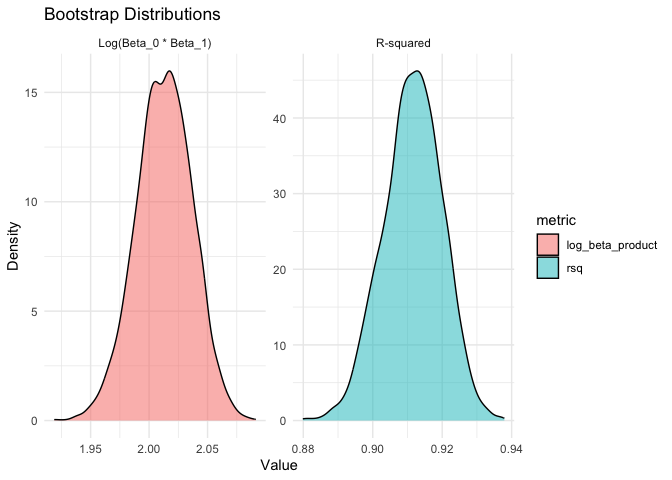 Bootstrap Distributions
Log(Beta_0 * Beta_1)
R-squared
15
10
5
0
40
30
20
10
0
1.95 2.00 2.05
0.88 0.90 0.92 0.94
Density
Value
metric
log_beta_product
rsq